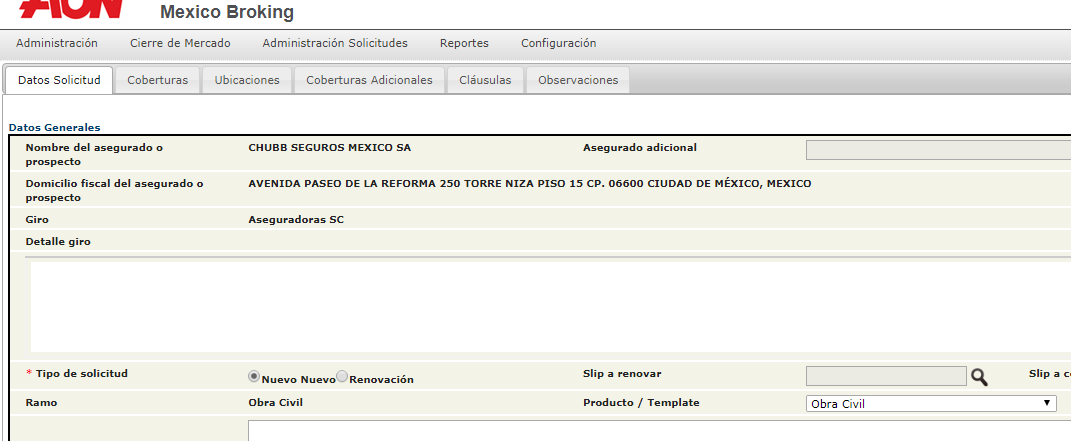 AON
Mexico Broking
Administración Cierre de Mercado Administración Solicitudes Reportes Configuración
Datos Solicitud Coberturas Ubicaciones Coberturas Adicionales Cláusulas Observaciones
Datos Generales
Nombre del asegurado o prospecto CHUBB SEGUROS MEXICO SA Asegurado adicional
Domicilio fiscal del asegurado o prospecto AVENIDA PASEO DE LA REFORMA 250 TORRE NIZA PISO 15 CP. 06600 CIUDAD DE MÉXICO, MEXICO
Giro Aseguradoras SC
Detalle giro
* Tipo de solicitud Nuevo Nuevo Renovación Slip a renovar Slip a c
Ramo Obra Civil Producto / Template Obra Civil